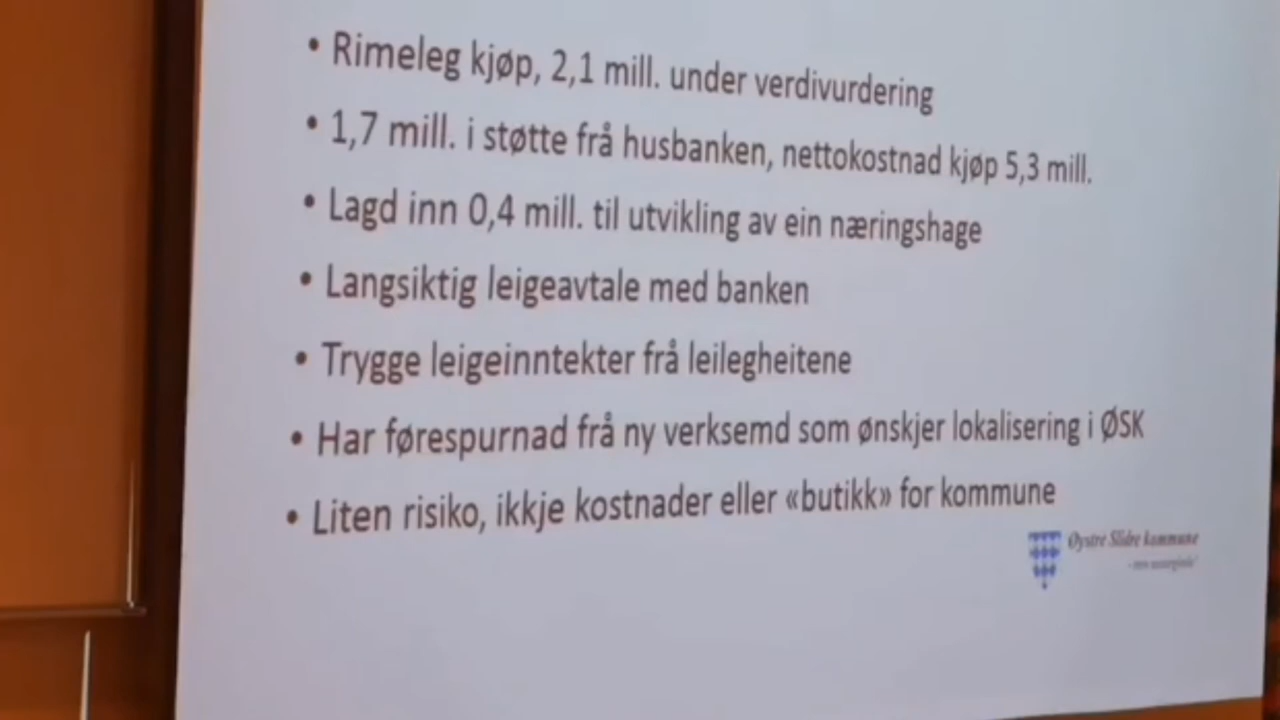 • Rimeleg kjøp, 2,1 mill. under verdivurdering
• 1,7 mill. i støtte frå husbanken, nettokostnad kjøp 5,3 mill.
• Lagd inn 0,4 mill. til utvikling av ein næringshage
• Langsiktig leigeavtale med banken
• Trygge leigeinntekter frå leilegheitene
• Har førespurnad frå ny verksemd som ønskjer lokalisering i ØSK
• Liten risiko, ikkje kostnader eller «butikk» for kommune
Øystre Slidre kommune